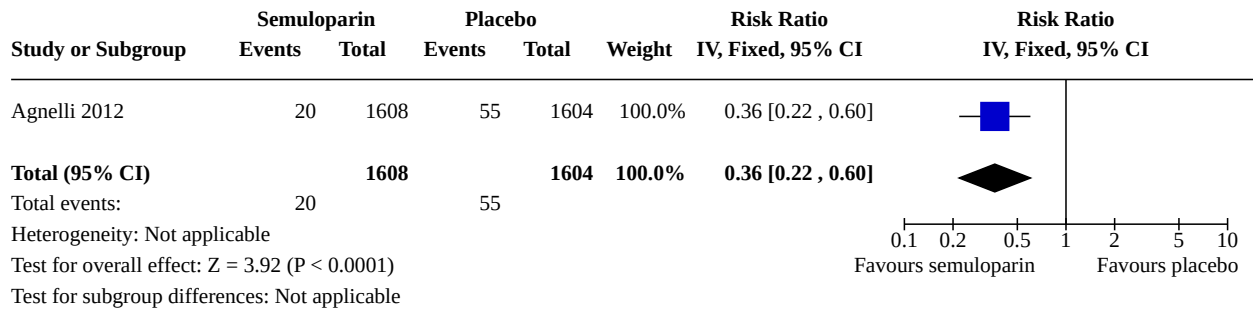 Semuloparin Placebo Risk Ratio Risk Ratio
Study or Subgroup Events Total Events Total Weight IV, Fixed, 95% CI IV, Fixed, 95% CI
Agnelli 2012 20 1608 55 1604 100.0% 0.36 [0.22 , 0.60]
Total (95% CI) 1608 1604 100.0% 0.36 [0.22 , 0.60]
Total events: 20 55
Heterogeneity: Not applicable
Test for overall effect: Z = 3.92 (P < 0.0001)
Test for subgroup differences: Not applicable
0.1 0.2 0.5 1 2 5 10
Favours semuloparin Favours placebo